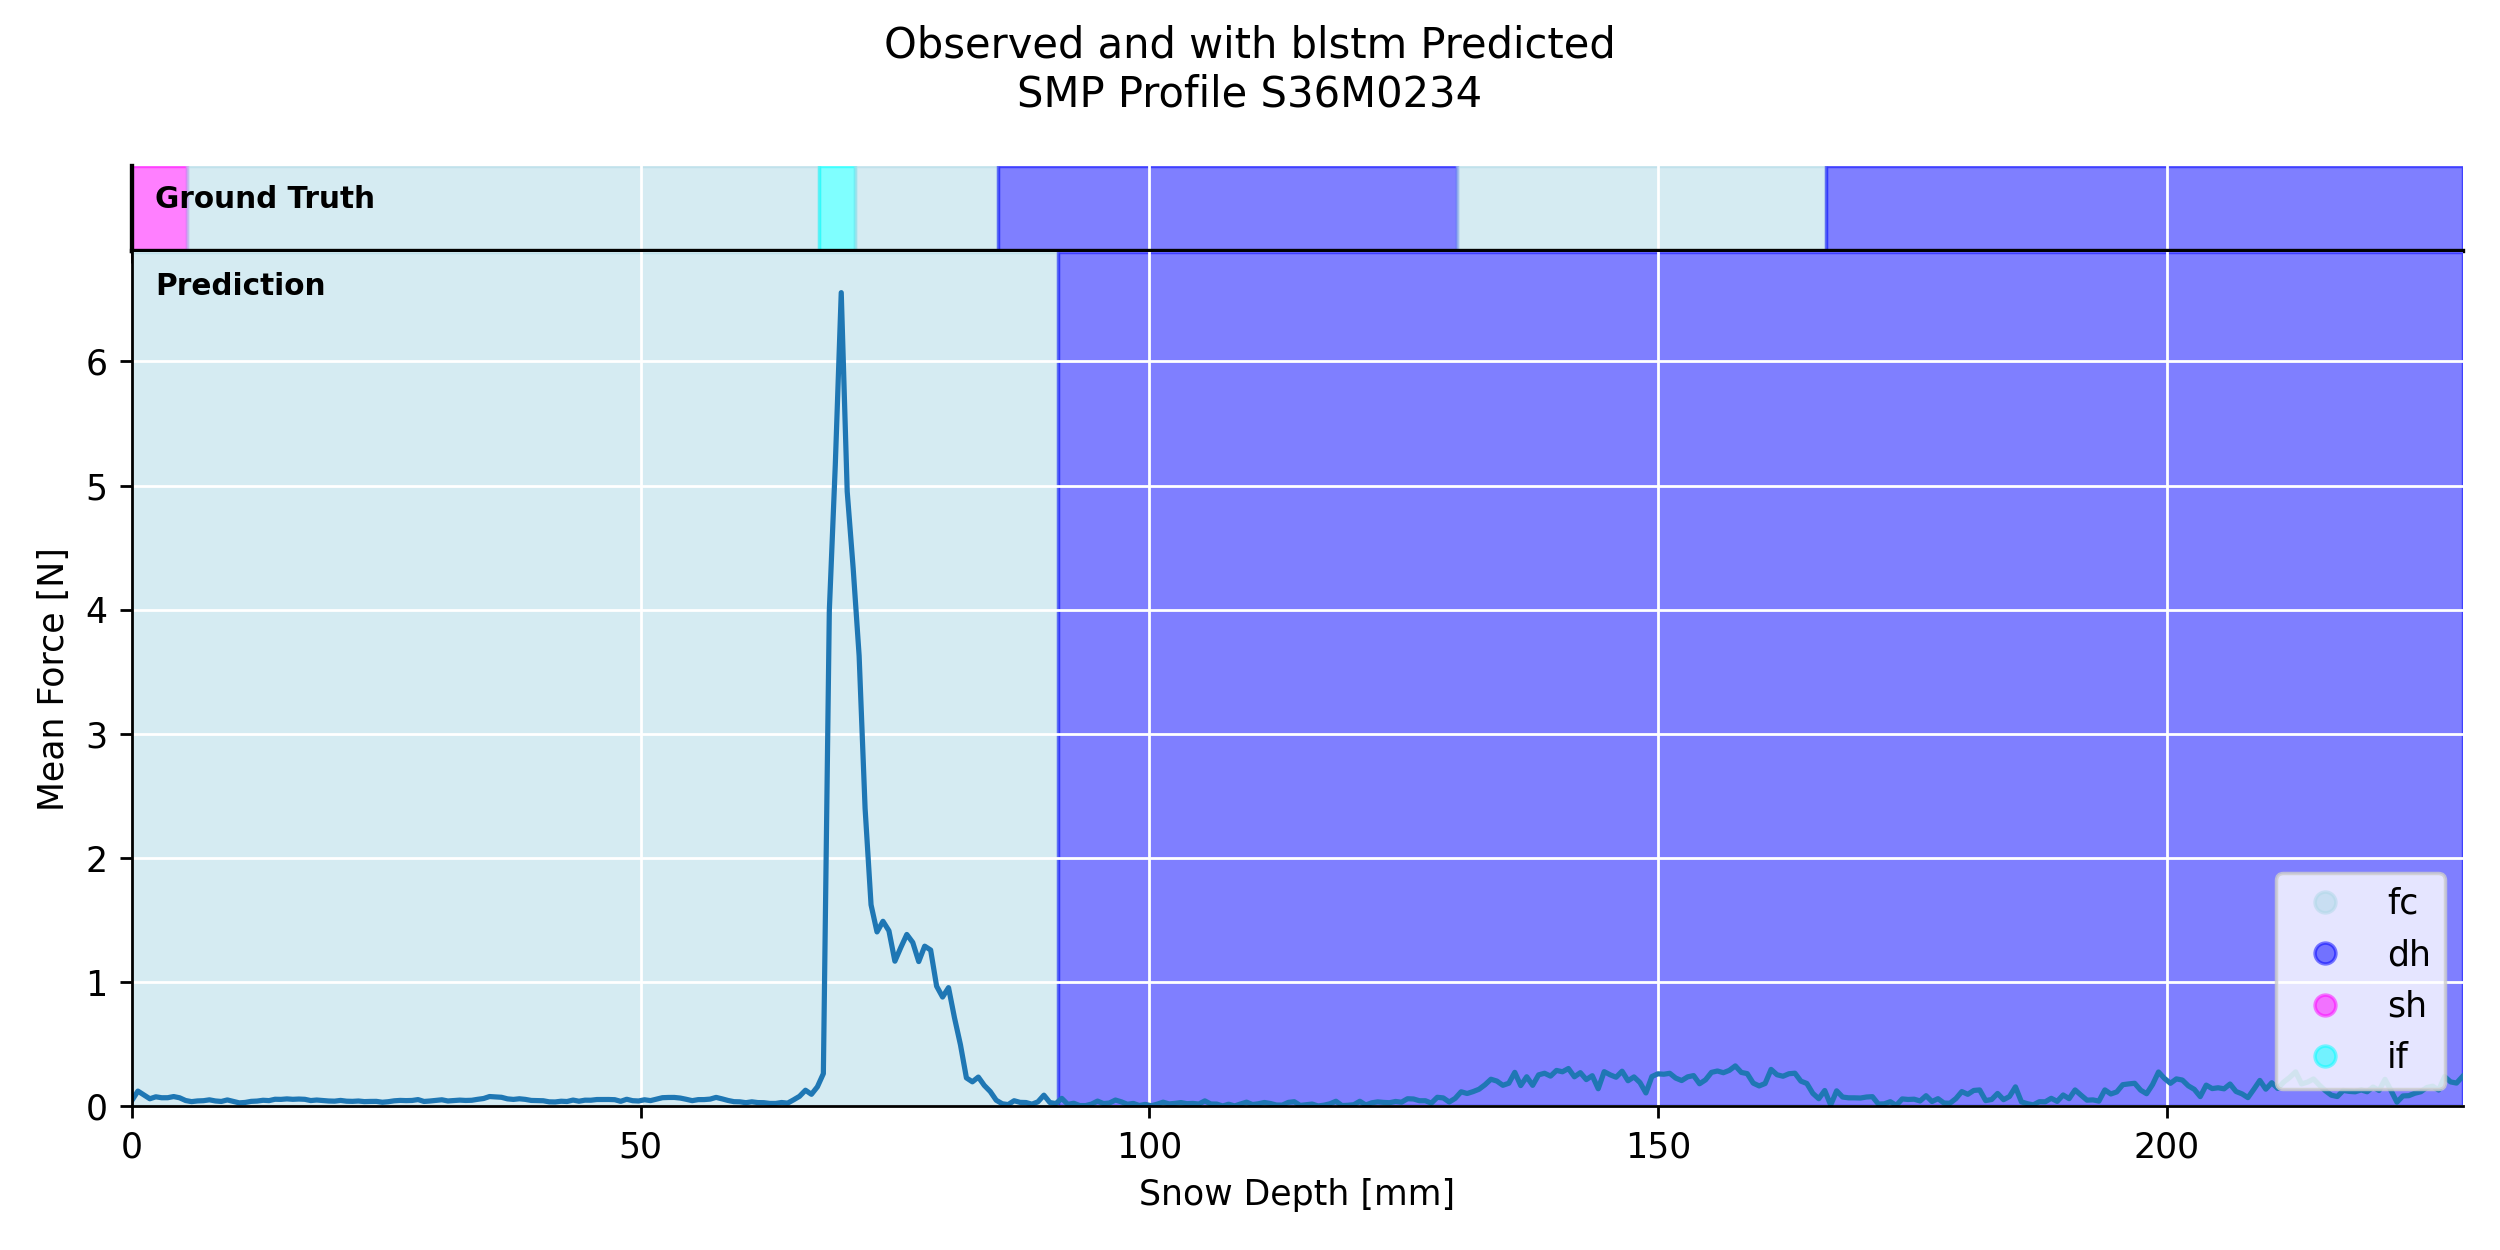 Observed and with blstm Predicted
SMP Profile S36M0234
Ground Truth
Prediction
6
5
4
3
2
1
0
Mean Force [N]
fc
dh
sh
if
0 50 100 150 200
Snow Depth [mm]